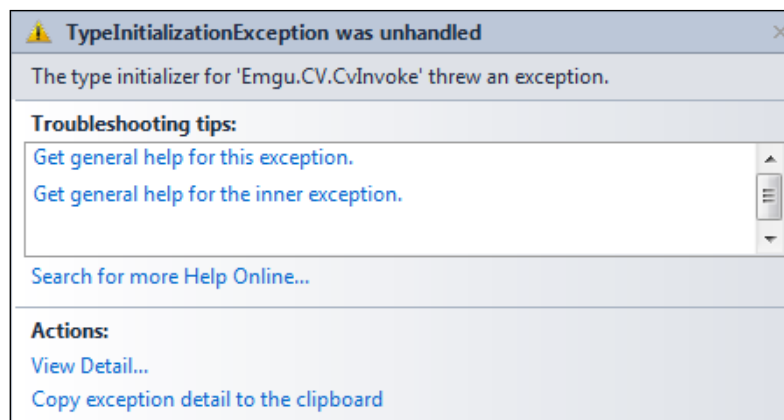 TypeInitializationException was unhandled
The type initializer for 'Emgu.CV.CvInvoke' threw an exception.
Troubleshooting tips:
Get general help for this exception.
Get general help for the inner exception.
Search for more Help Online...
Actions:
View Detail...
Copy exception detail to the clipboard